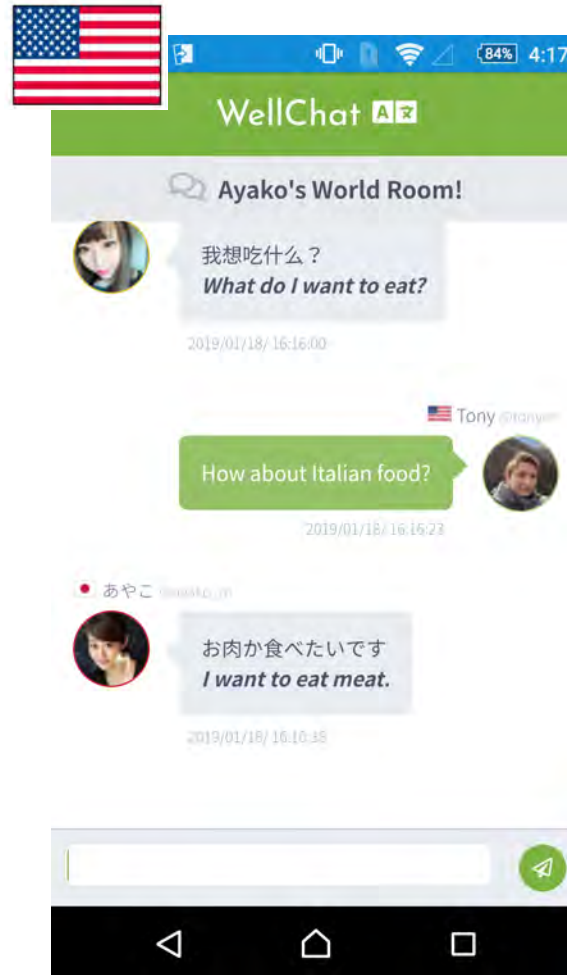 84% 4:17
WellChat A文
Ayako's World Room!
我想吃什么？
What do I want to eat?
2019/01/18/ 16:16:00
Tony
How about Italian food?
2019/01/18/ 16:16:23
あやこ
お肉か食べたいです
I want to eat meat.
2019/01/18/ 16:16:38